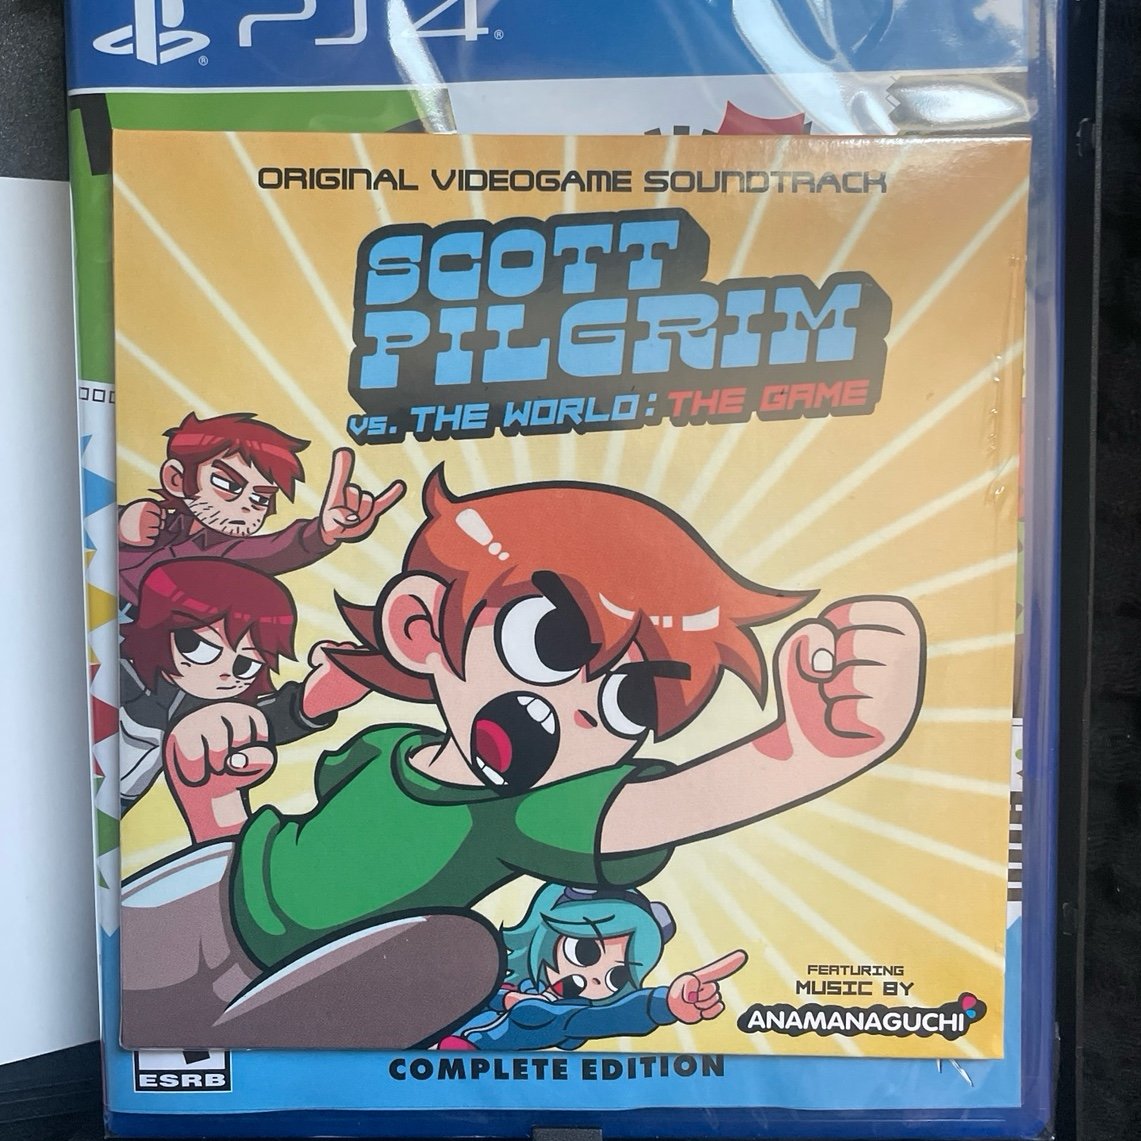 PS4
ORIGINAL VIDEOGAME SOUNDTRACK
SCOTT
PILGRIM
vs. THE WORLD: THE GAME
FEATURING
MUSIC BY
ANAMANAGUCHI
ESRB
COMPLETE EDITION